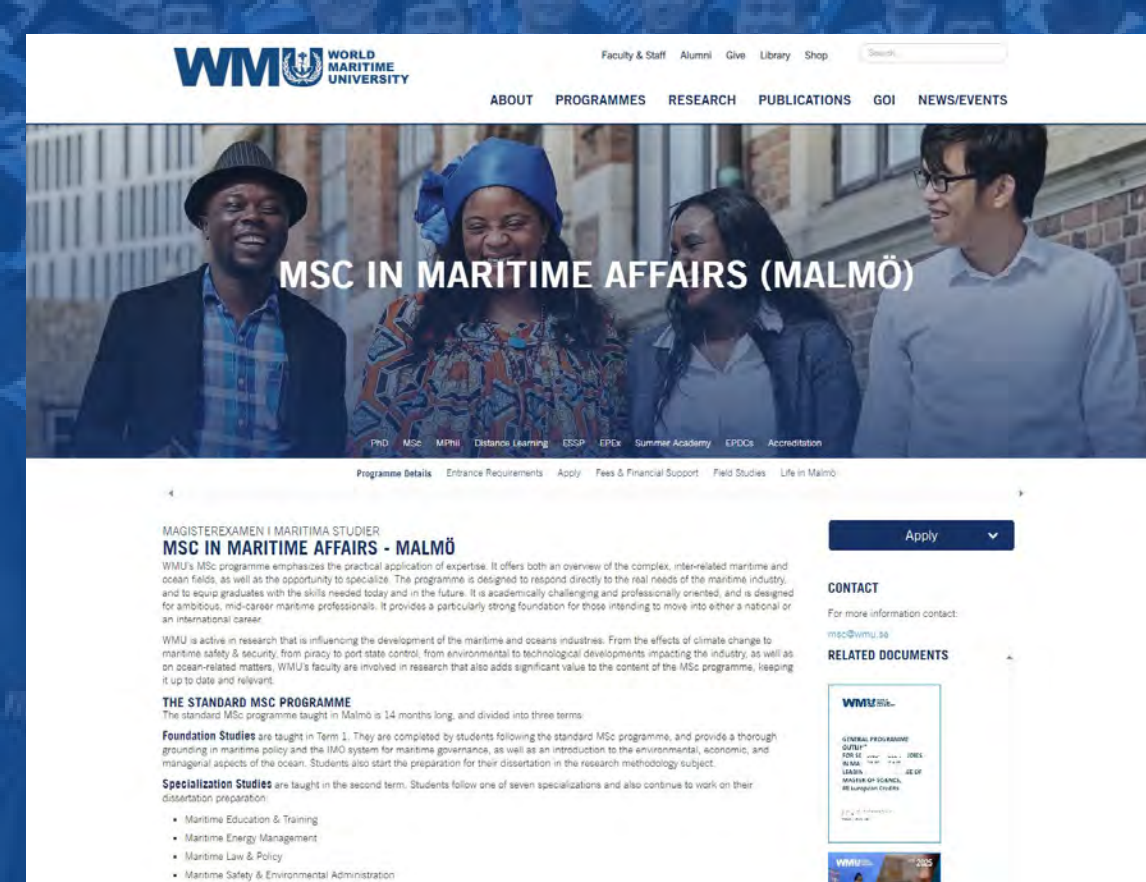 WMU WORLD
MARITIME
UNIVERSITY
Faculty & Staff Alumni Give Library Shop Search...
ABOUT PROGRAMMES RESEARCH PUBLICATIONS GOI NEWS/EVENTS
MSC IN MARITIME AFFAIRS (MALMÖ)
PhD MSc MPhil Distance Learning ESSP EPEx Summer Academy EPDCs Accreditation
Programme Details Entrance Requirements Apply Fees & Financial Support Field Studies Life in Malmö
MAGISTEREXAMEN I MARITIMA STUDIER
MSC IN MARITIME AFFAIRS - MALMÖ
WMU's MSc programme emphasizes the practical application of expertise. It offers both an overview of the complex, inter-related maritime and
ocean fields, as well as the opportunity to specialize. The programme is designed to respond directly to the real needs of the maritime industry,
and to equip graduates with the skills needed today and in the future. It is academically challenging and professionally oriented, and is designed
for ambitious, mid-career maritime professionals. It provides a particularly strong foundation for those intending to move into either a national or
an international career.
WMU is active in research that is influencing the development of the maritime and oceans industries. From the effects of climate change to
maritime safety & security, from piracy to port state control, from environmental to technological developments impacting the industry, as well as
on ocean-related matters, WMU's faculty are involved in research that also adds significant value to the content of the MSc programme, keeping
it up to date and relevant.
THE STANDARD MSC PROGRAMME
The standard MSc programme taught in Malmö is 14 months long, and divided into three terms:
Foundation Studies are taught in Term 1. They are completed by students following the standard MSc programme, and provide a thorough
grounding in maritime policy and the IMO system for maritime governance, as well as an introduction to the environmental, economic, and
managerial aspects of the ocean. Students also start the preparation for their dissertation in the research methodology subject.
Specialization Studies are taught in the second term. Students follow one of seven specializations and also continue to work on their
dissertation preparation:
• Maritime Education & Training
• Maritime Energy Management
• Maritime Law & Policy
• Maritime Safety & Environmental Administration
Apply
CONTACT
For more information contact:
msc@wmu.se
RELATED DOCUMENTS
WMU
GENERAL PROGRAMME
MASTER OF SCIENCE,
WMU 2025